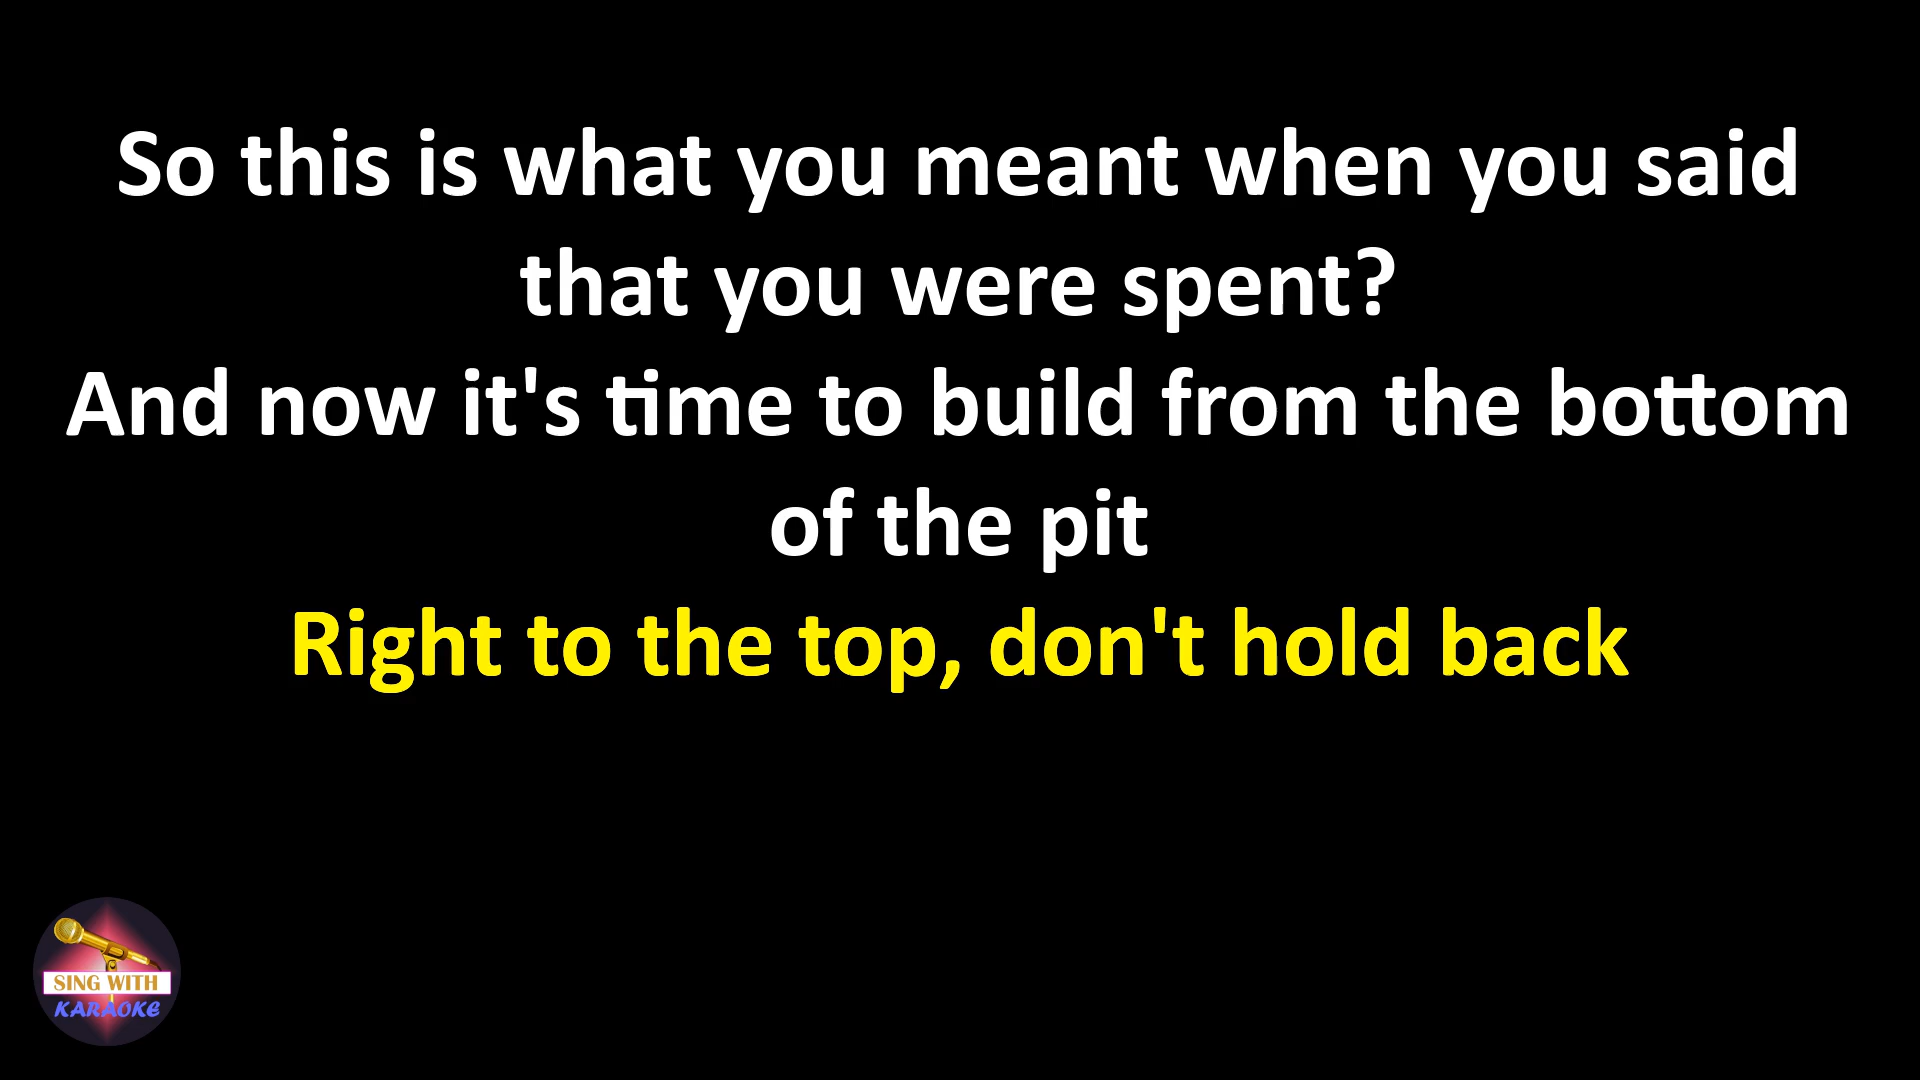 So this is what you meant when you said
that you were spent?
And now it's time to build from the bottom
of the pit
Right to the top, don't hold back
SING WITH
KARAOKE